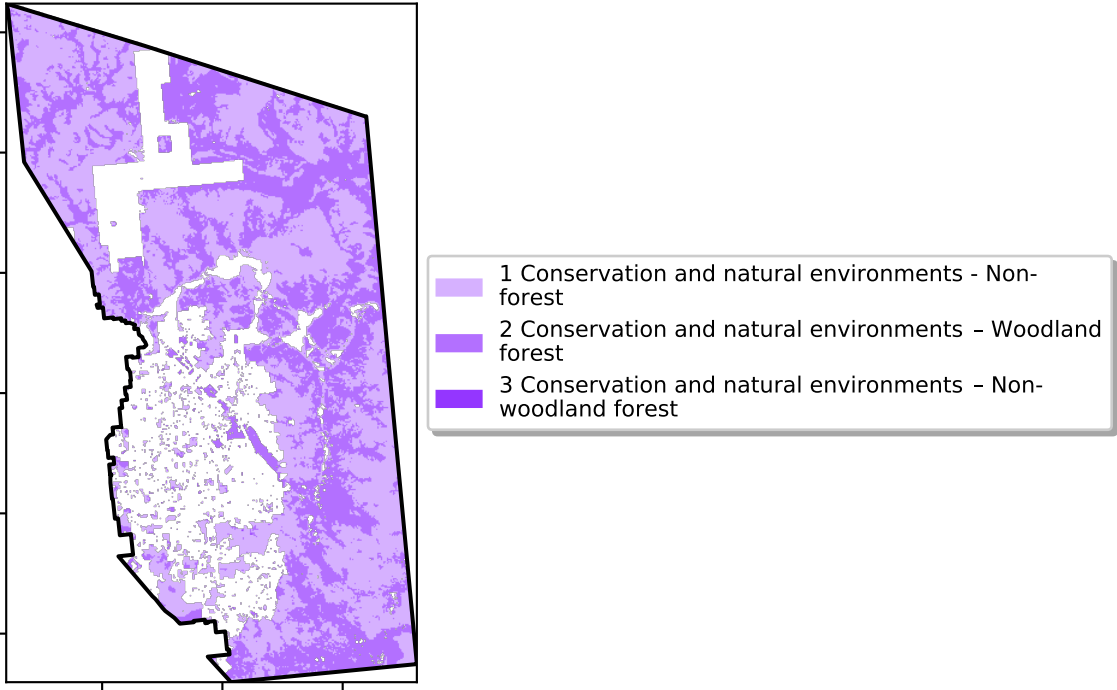 1 Conservation and natural environments - Non-
forest
2 Conservation and natural environments – Woodland
forest
3 Conservation and natural environments – Non-
woodland forest